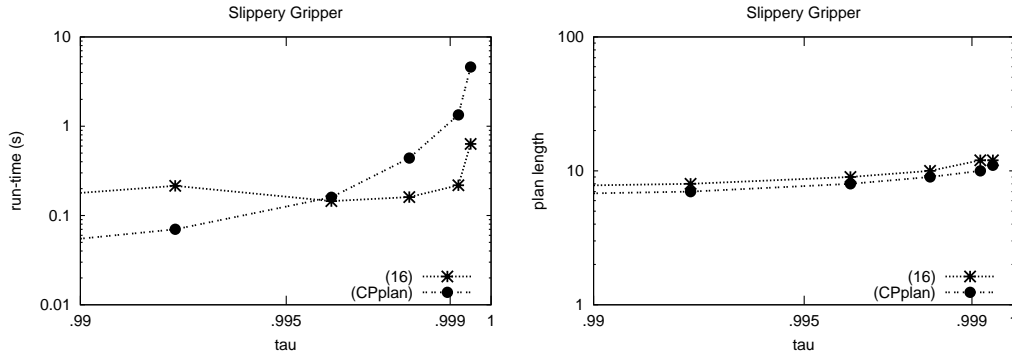 Slippery Gripper
10
1
0.1
0.01
run-time (s)
(16)
(CPplan)
.99
.995
.999
1
tau
Slippery Gripper
100
10
1
plan length
(16)
(CPplan)
.99
.995
.999
1
tau